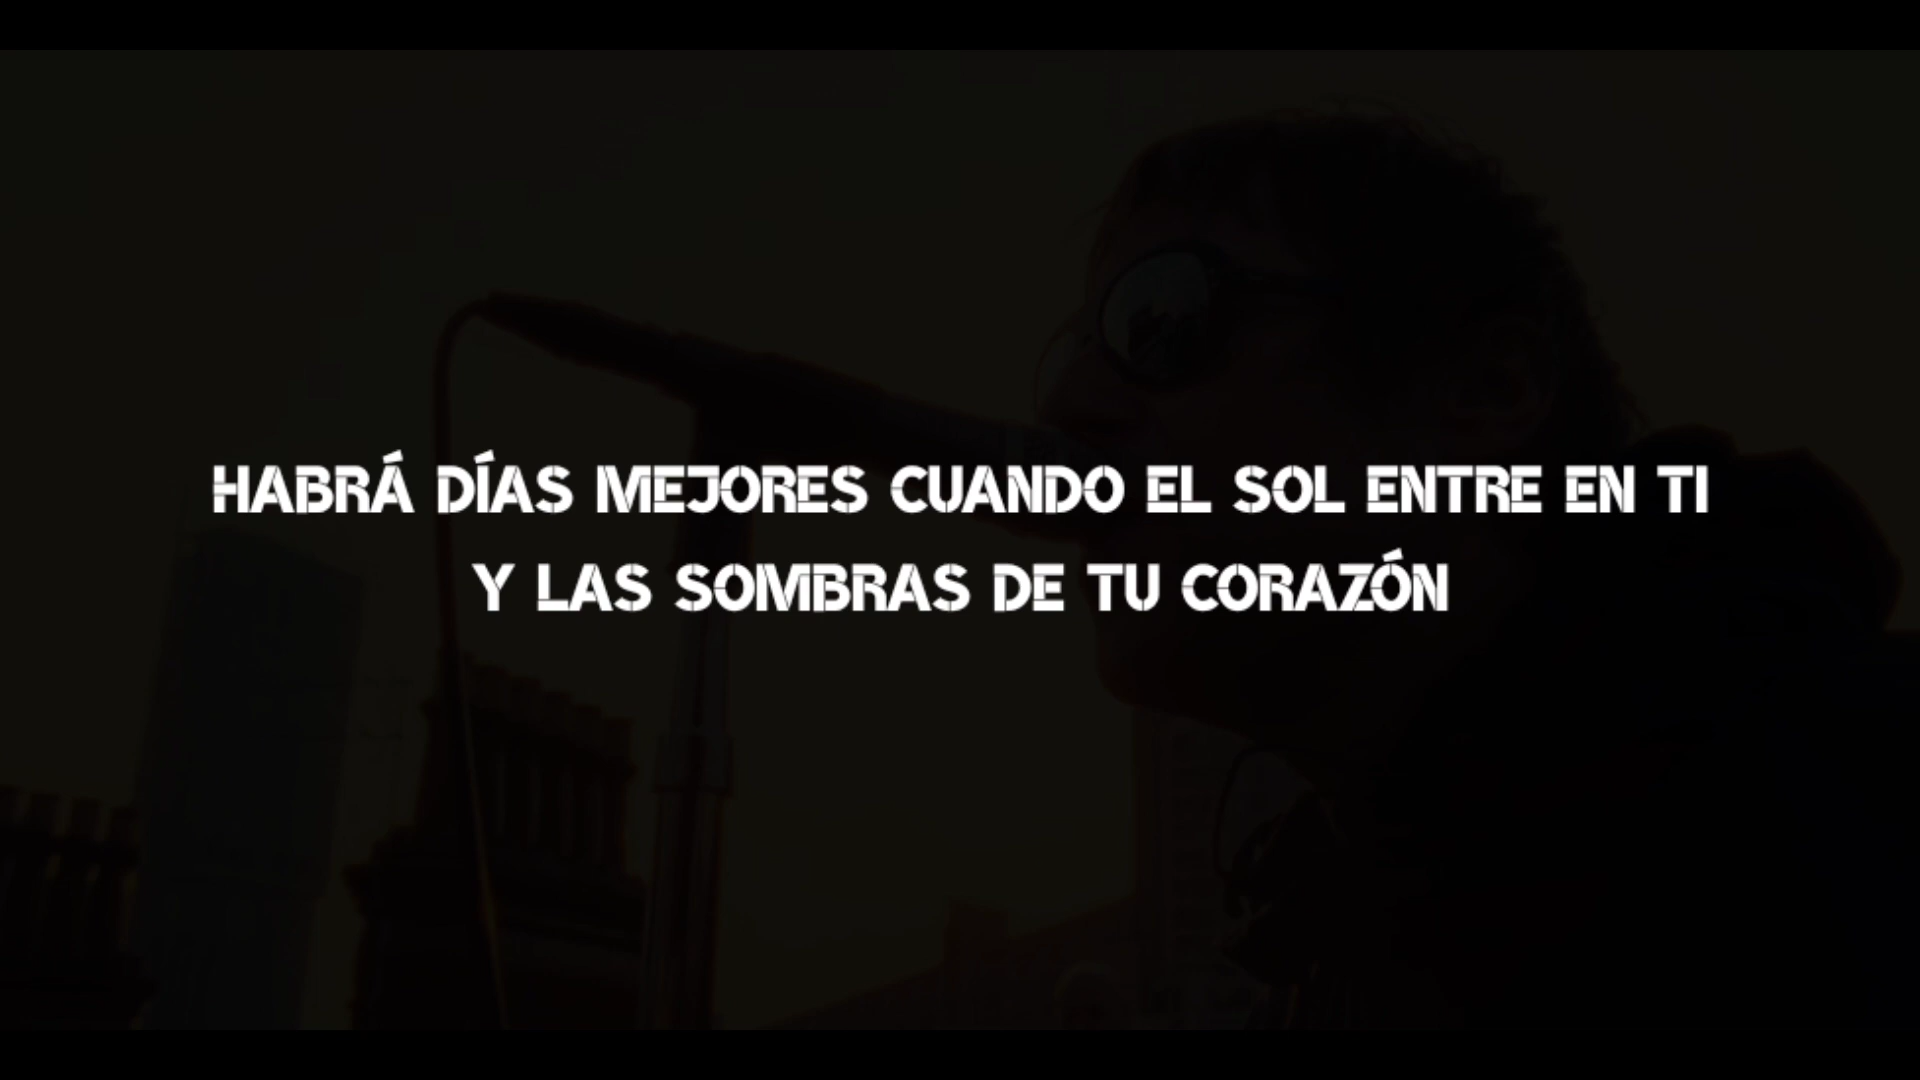 HABRÁ DÍAS MEJORES CUANDO EL SOL ENTRE EN TI
Y LAS SOMBRAS DE TU CORAZÓN